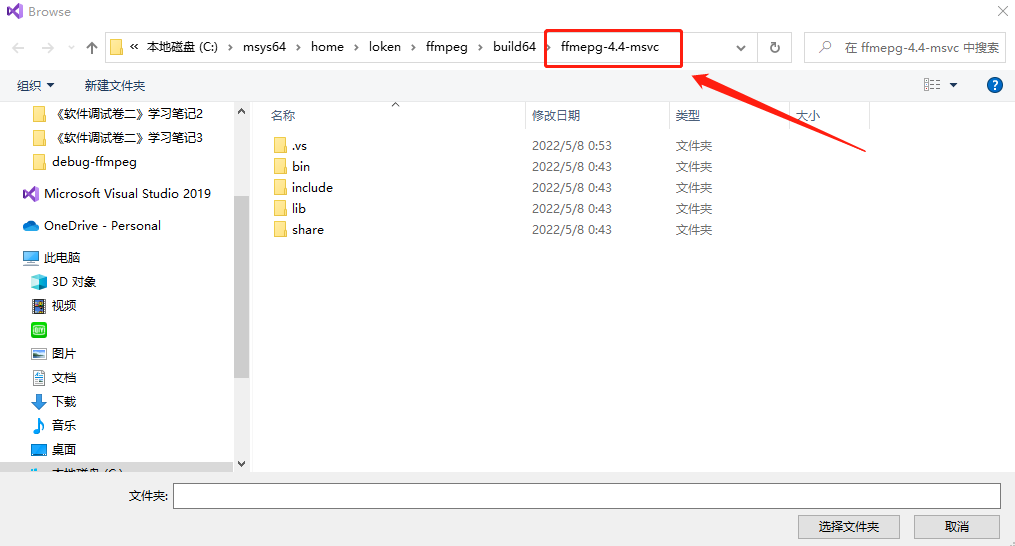 Browse
« 本地磁盘 (C:) › msys64 › home › loken › ffmpeg › build64 › ffmepg-4.4-msvc
在 ffmepg-4.4-msvc 中搜索
组织 新建文件夹
《软件调试卷二》学习笔记2
《软件调试卷二》学习笔记3
debug-ffmpeg
Microsoft Visual Studio 2019
OneDrive - Personal
此电脑
3D 对象
视频
图片
文档
下载
音乐
桌面
本地磁盘 (C:)
名称 修改日期 类型 大小
.vs 2022/5/8 0:53 文件夹
bin 2022/5/8 0:43 文件夹
include 2022/5/8 0:43 文件夹
lib 2022/5/8 0:43 文件夹
share 2022/5/8 0:43 文件夹
文件夹:
选择文件夹 取消